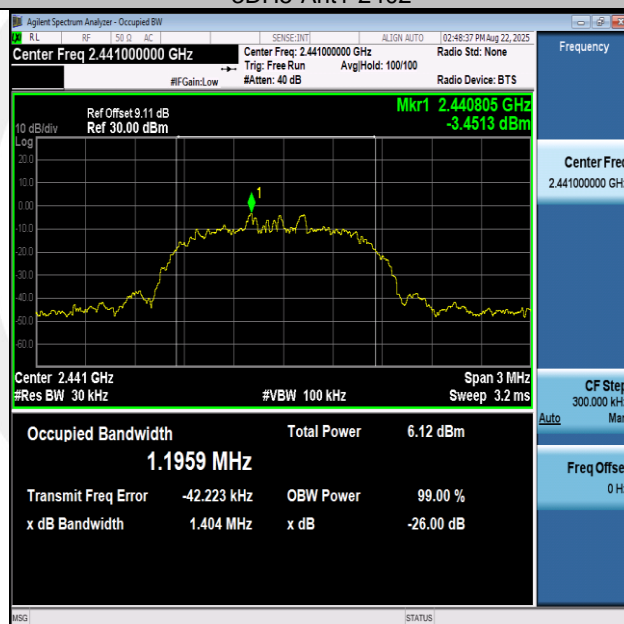 Agilent Spectrum Analyzer - Occupied BW
RL RF 50 Ω AC SENSE:INT ALIGN AUTO 02:48:37 PM Aug 22, 2025
Center Freq 2.441000000 GHz
Center Freq: 2.441000000 GHz
Radio Std: None
Trig: Free Run Avg|Hold: 100/100
#IFGain:Low
#Atten: 40 dB
Radio Device: BTS
Frequency
Mkr1 2.440805 GHz
-3.4513 dBm
Ref Offset 9.11 dB
10 dB/div Ref 30.00 dBm
Log
20.0
10.0
0.00
-10.0
-20.0
-30.0
-40.0
-50.0
-60.0
1
Center 2.441 GHz Span 3 MHz
#Res BW 30 kHz #VBW 100 kHz Sweep 3.2 ms
Occupied Bandwidth Total Power 6.12 dBm
1.1959 MHz
Transmit Freq Error -42.223 kHz OBW Power 99.00 %
x dB Bandwidth 1.404 MHz x dB -26.00 dB
Center Freq
2.441000000 GHz
CF Step
300.000 kHz
Auto Man
Freq Offset
0 Hz
MSG STATUS